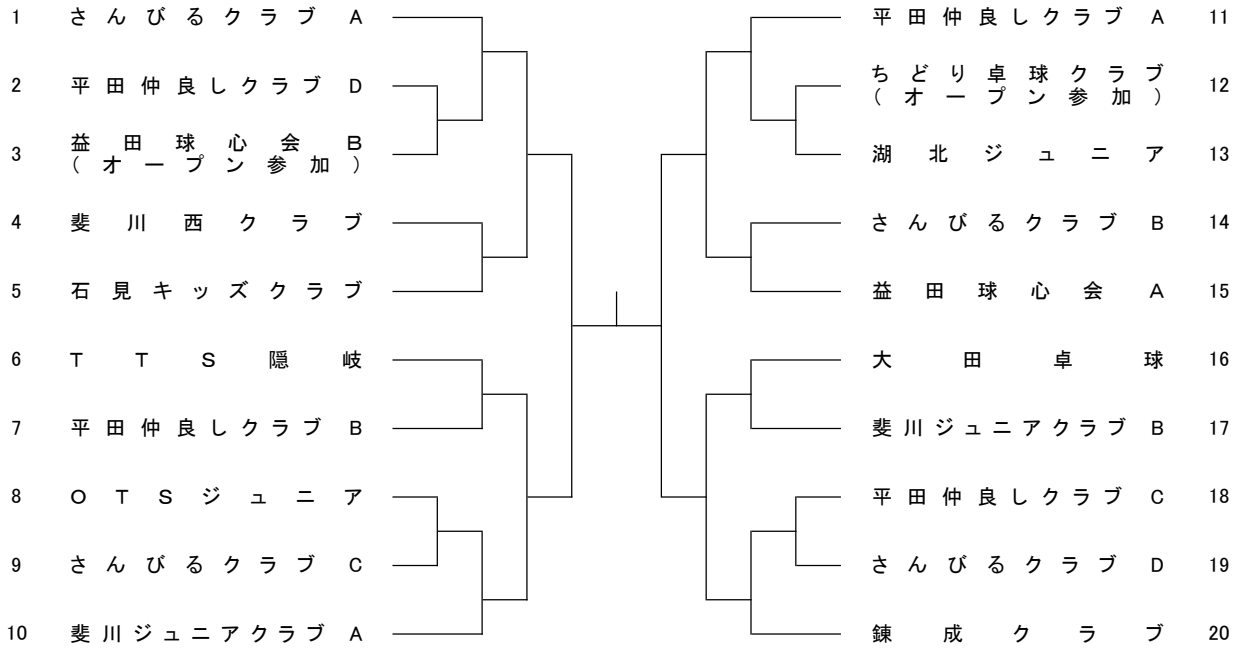 1 さんびるクラブ A
2 平田仲良しクラブ D
3 益田球心会 B
(オープン参加)
4 斐川西クラブ
5 石見キッズクラブ
6 TTS隠岐
7 平田仲良しクラブ B
8 OTSジュニア
9 さんびるクラブ C
10 斐川ジュニアクラブ A
平田仲良しクラブ A 11
ちどり卓球クラブ 12
(オープン参加)
湖北ジュニア 13
さんびるクラブ B 14
益田球心会 A 15
大田卓球 16
斐川ジュニアクラブ B 17
平田仲良しクラブ C 18
さんびるクラブ D 19
錬成クラブ 20